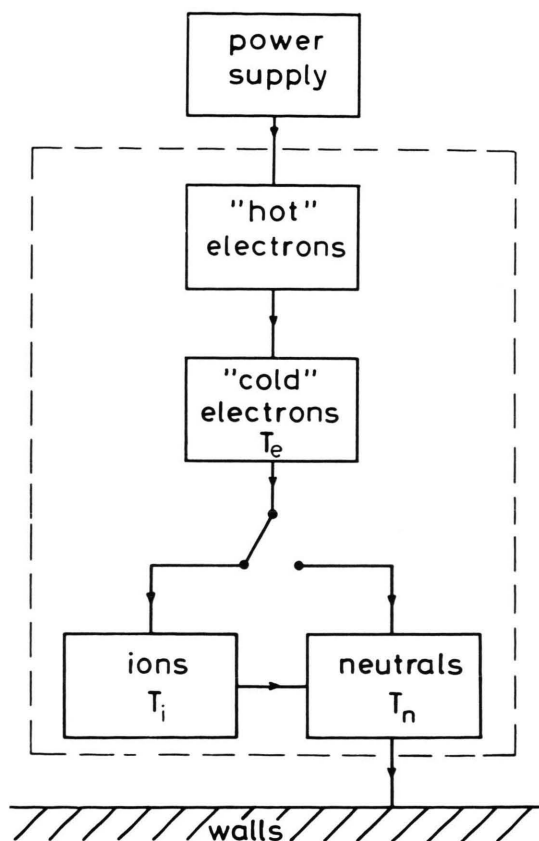 power
supply
"hot"
electrons
"cold"
electrons
Te
ions
Ti
neutrals
Tn
walls